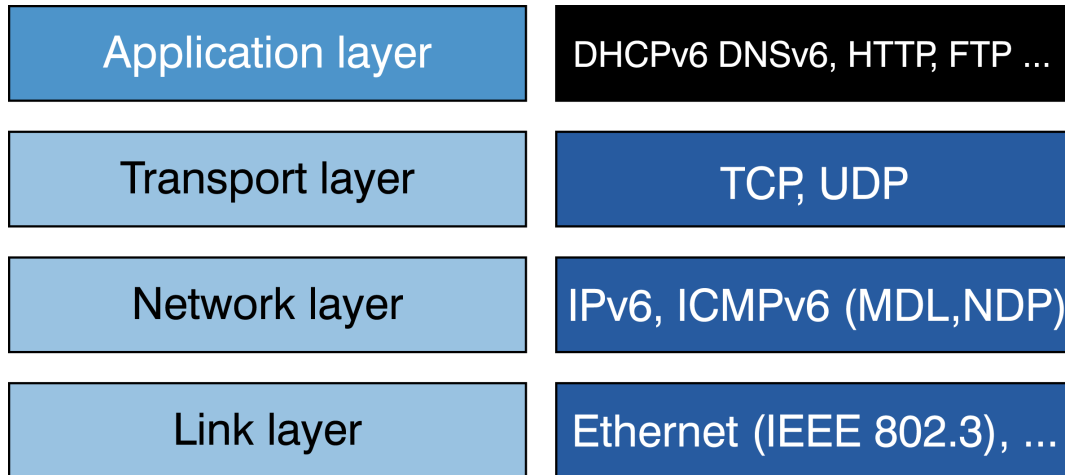 Application layer
DHCPv6 DNSv6, HTTP, FTP ...
Transport layer
TCP, UDP
Network layer
IPv6, ICMPv6 (MDL,NDP)
Link layer
Ethernet (IEEE 802.3), ...